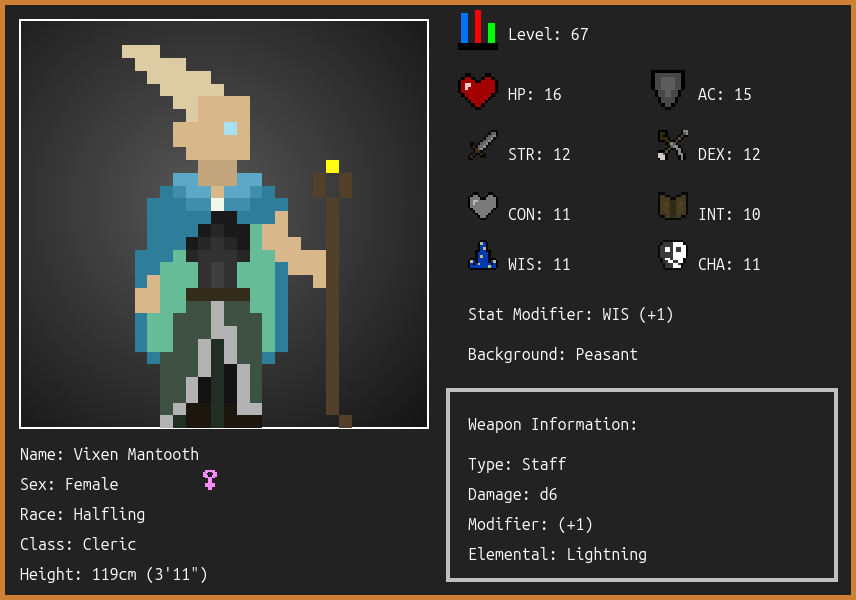 Level: 67
HP: 16
AC: 15
STR: 12
DEX: 12
CON: 11
INT: 10
WIS: 11
CHA: 11
Stat Modifier: WIS (+1)
Background: Peasant
Weapon Information:
Type: Staff
Damage: d6
Modifier: (+1)
Elemental: Lightning
Name: Vixen Mantooth
Sex: Female
Race: Halfling
Class: Cleric
Height: 119cm (3'11")